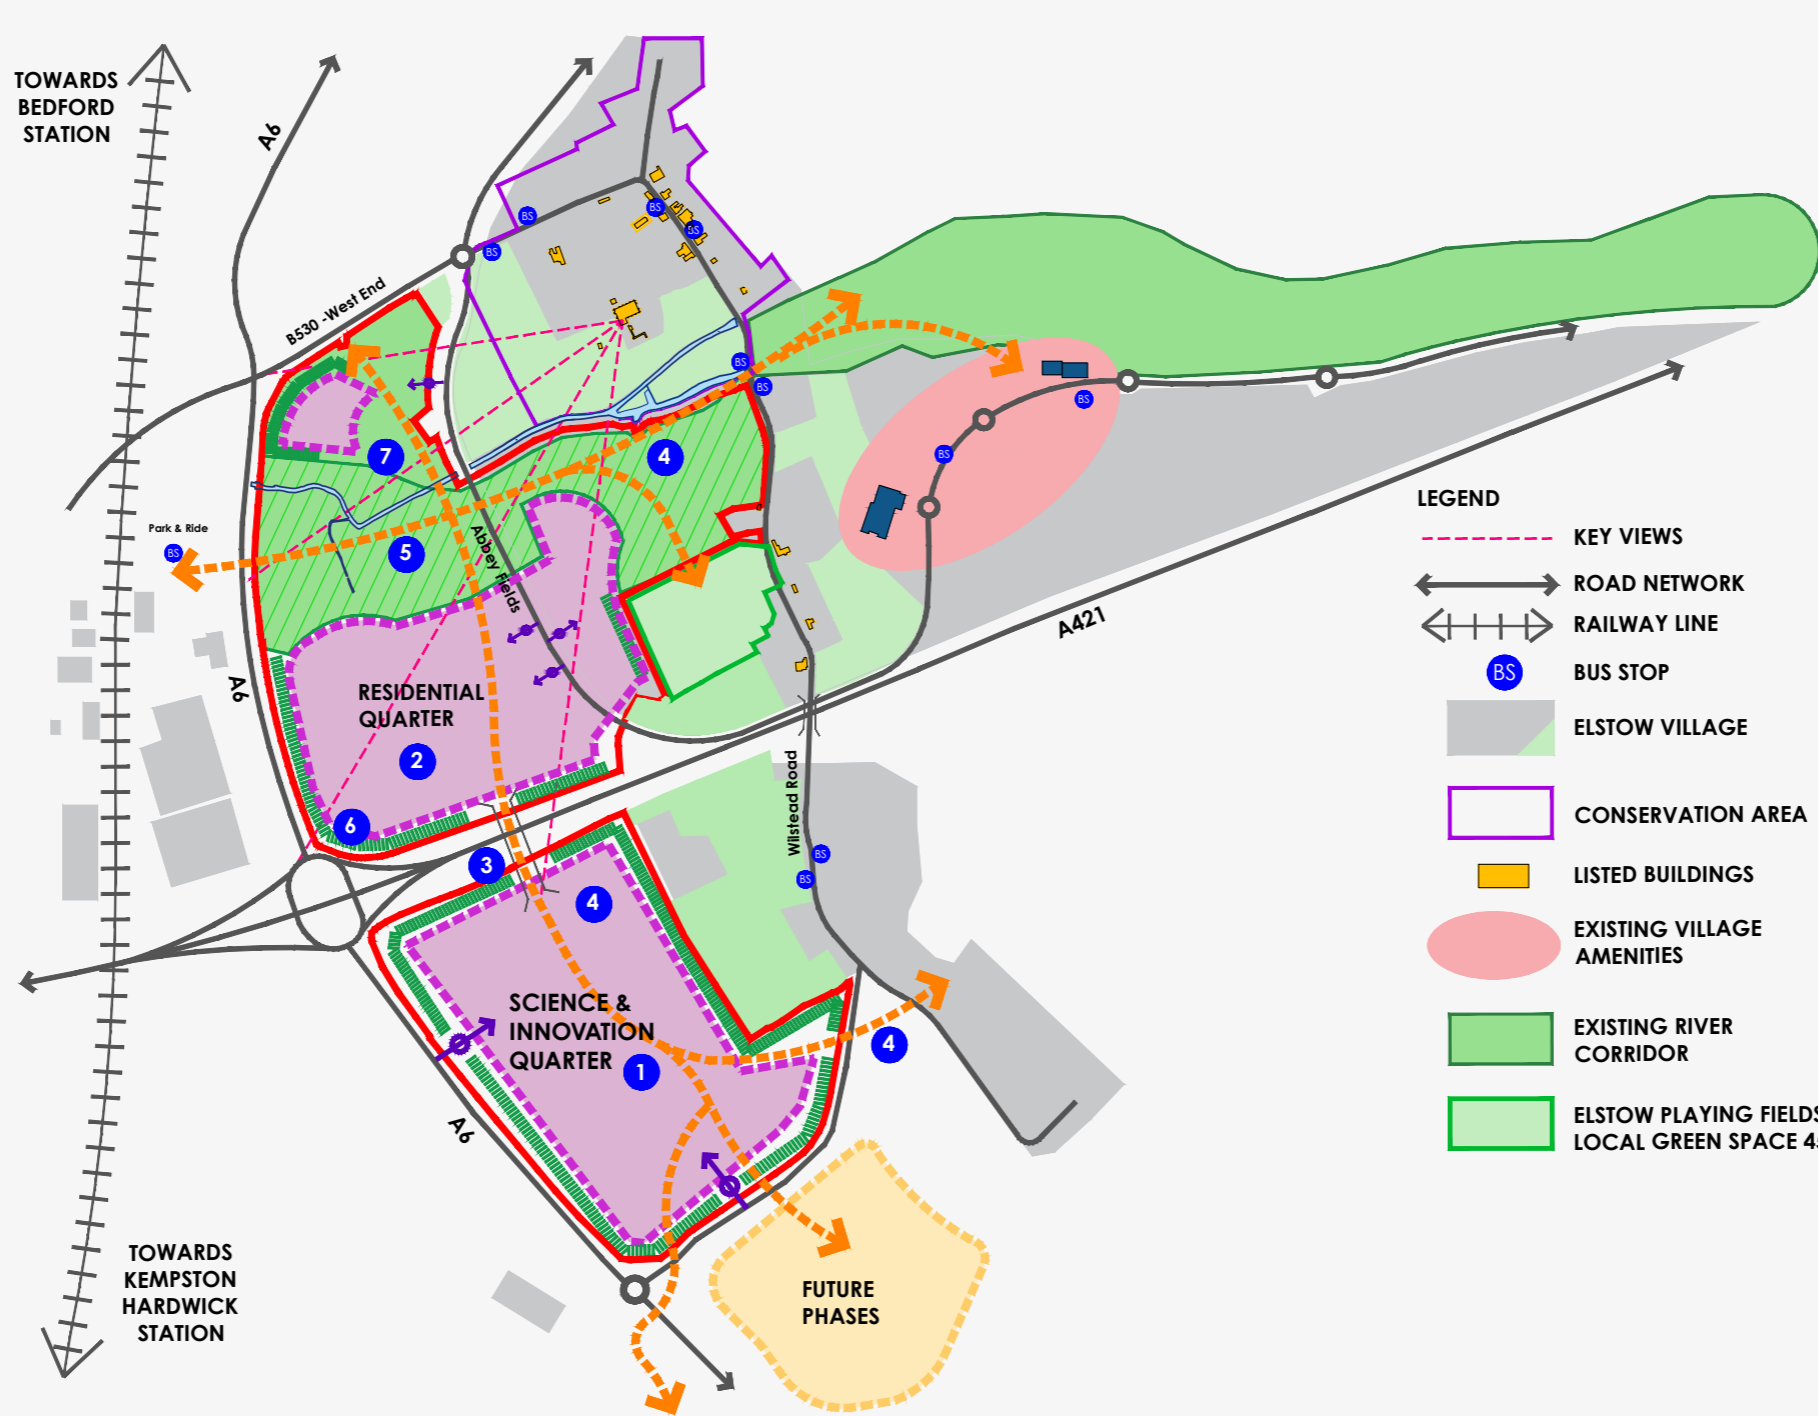 TOWARDS
BEDFORD
STATION
A6
B530 -West End
BS
BS
BS
BS
BS
BS
BS
BS
7
4
Park & Ride
BS
5
Abbey Fields
A6
RESIDENTIAL
QUARTER
2
6
3
A421
Wilstead Road
BS
BS
4
SCIENCE &
INNOVATION
QUARTER
1
4
A6
TOWARDS
KEMPSTON
HARDWICK
STATION
FUTURE
PHASES
LEGEND
KEY VIEWS
ROAD NETWORK
RAILWAY LINE
BS
BUS STOP
ELSTOW VILLAGE
CONSERVATION AREA
LISTED BUILDINGS
EXISTING VILLAGE
AMENITIES
EXISTING RIVER
CORRIDOR
ELSTOW PLAYING FIELDS
LOCAL GREEN SPACE